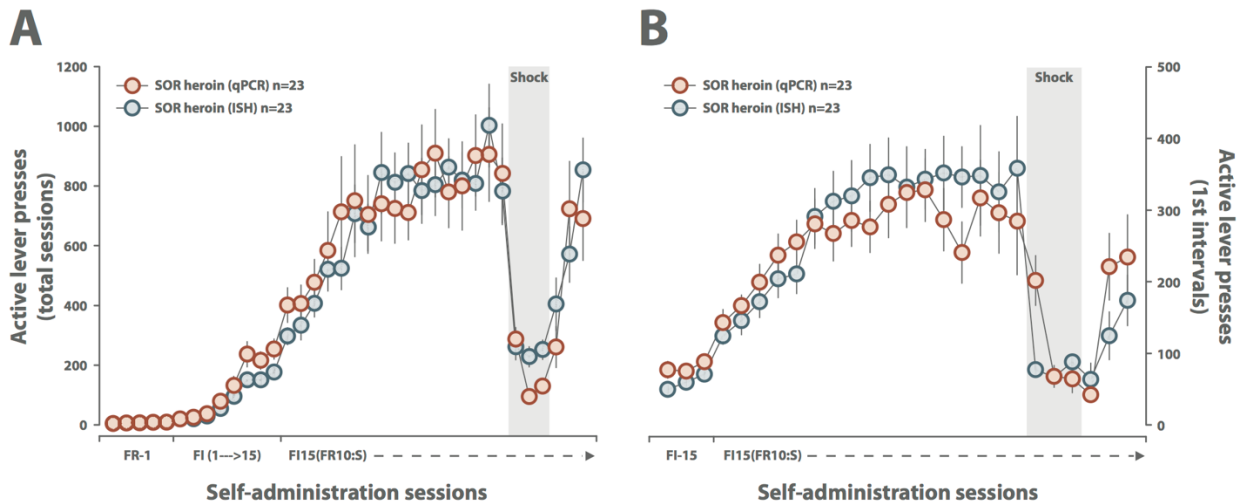 A
B
Active lever presses
(total sessions)
1200
1000
800
600
400
200
0
SOR heroin (qPCR) n=23
SOR heroin (ISH) n=23
Shock
FR-1
FI (1--->15)
FI15(FR10:S)
Self-administration sessions
SOR heroin (qPCR) n=23
SOR heroin (ISH) n=23
Shock
500
400
300
200
100
0
Active lever presses
(1st intervals)
FI-15
FI15(FR10:S)
Self-administration sessions